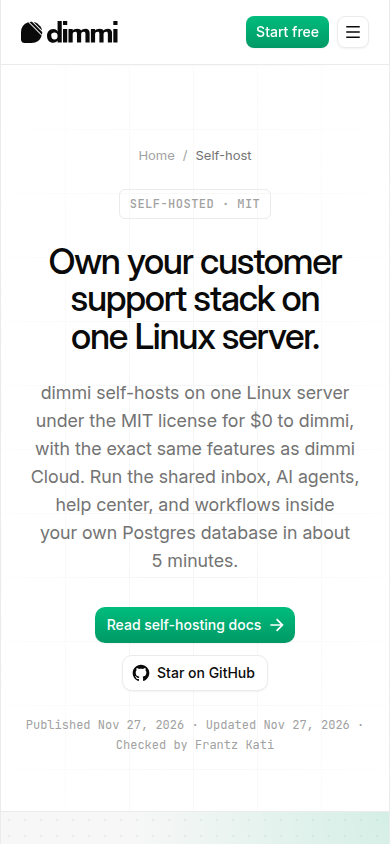 dimmi
Start free
Home / Self-host
SELF-HOSTED · MIT
Own your customer
support stack on
one Linux server.
dimmi self-hosts on one Linux server
under the MIT license for $0 to dimmi,
with the exact same features as dimmi
Cloud. Run the shared inbox, AI agents,
help center, and workflows inside
your own Postgres database in about
5 minutes.
Read self-hosting docs →
Star on GitHub
Published Nov 27, 2026 · Updated Nov 27, 2026 ·
Checked by Frantz Kati